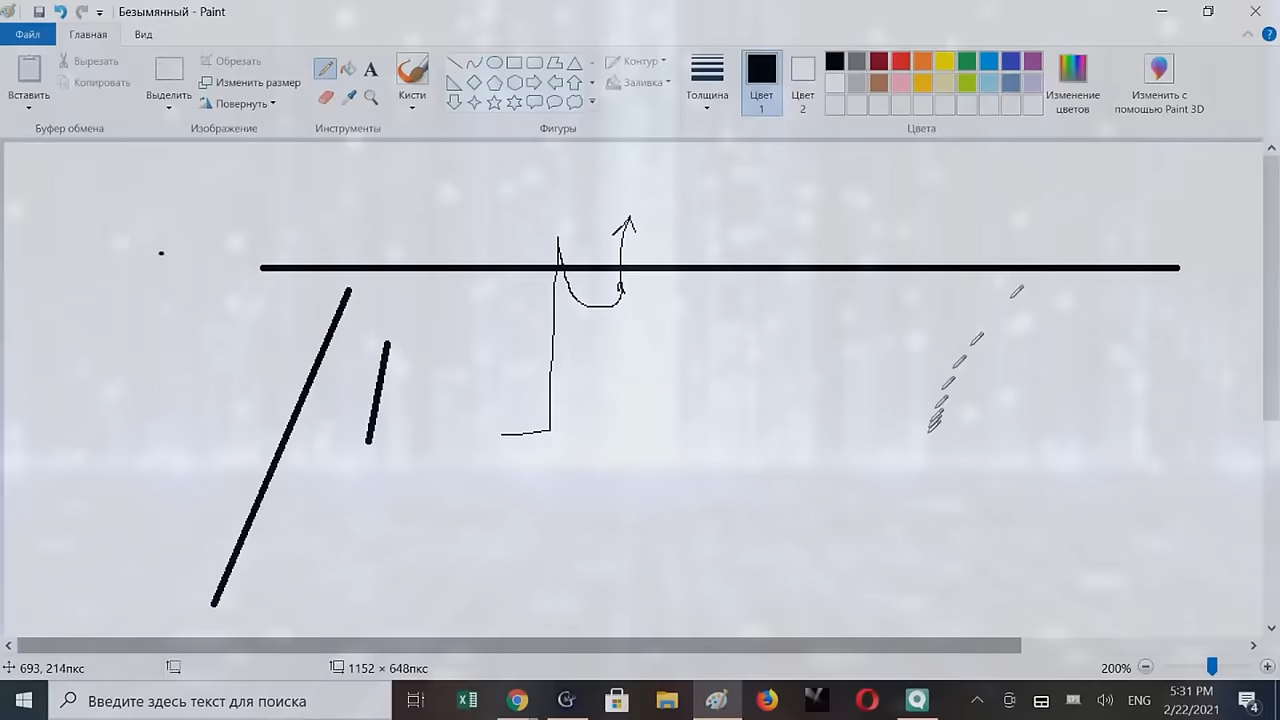 Безымянный - Paint
Файл Главная Вид
Вставить
Вырезать
Копировать
Буфер обмена
Выделить
Обрезать
Изменить размер
Повернуть
Изображение
A
Инструменты
Кисти
Контур
Заливка
Фигуры
Толщина
Цвет
1
Цвет
2
Цвета
Изменение
цветов
Изменить с
помощью Paint 3D
693, 214пкс 1152 × 648пкс 200%
Введите здесь текст для поиска
ENG
5:31 PM
2/22/2021
4